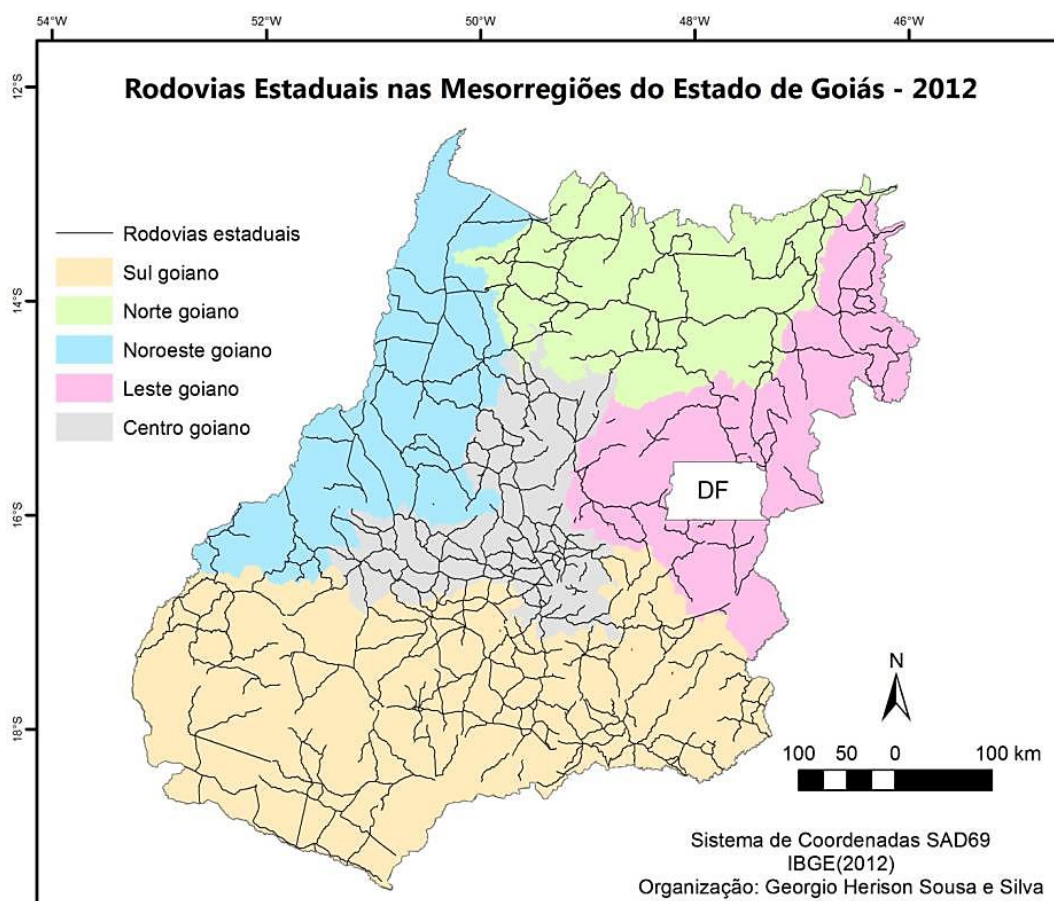 54°W 52°W 50°W 48°W 46°W
12°S
14°S
16°S
18°S
Rodovias Estaduais nas Mesorregiões do Estado de Goiás - 2012
Rodovias estaduais
Sul goiano
Norte goiano
Noroeste goiano
Leste goiano
Centro goiano
DF
N
100 50 0 100 km
Sistema de Coordenadas SAD69
IBGE(2012)
Organização: Georgio Herison Sousa e Silva